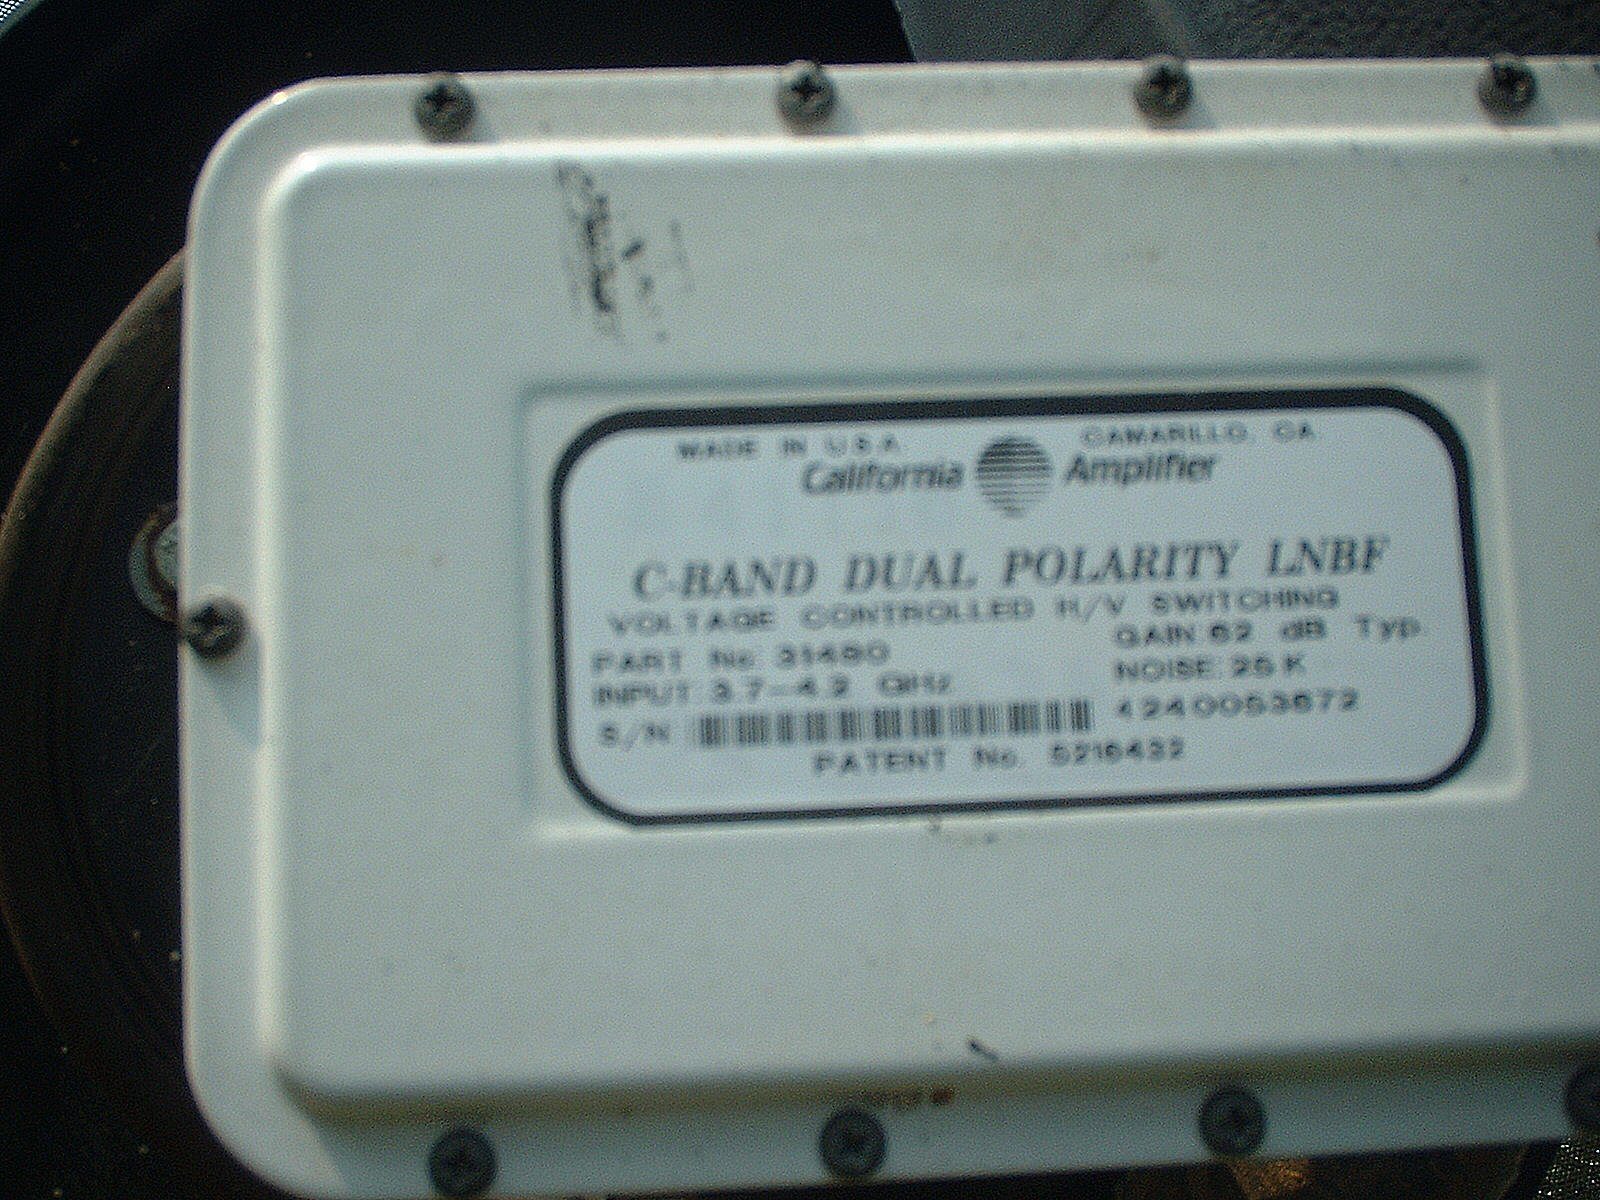 MADE IN U.S.A. CAMARILLO, CA
California Amplifier
C-BAND DUAL POLARITY LNBF
VOLTAGE CONTROLLED H/V SWITCHING
PART No: 31490 GAIN: 62 dB Typ.
INPUT: 3.7-4.2 GHz NOISE: 25 K
S/N
PATENT No. 5216432